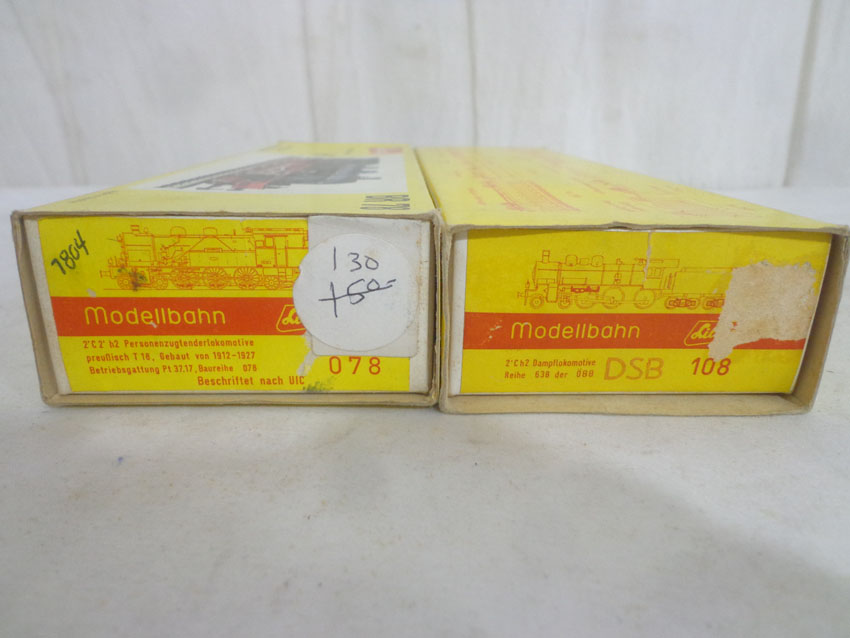 7804
130
150-
Modellbahn
2'C2' h2 Personenzugtenderlokomotive
preußisch T 18, Gebaut von 1912-1927
Betriebsgattung Pt 37.17, Baureihe 078
Beschriftet nach UIC
078
Modellbahn
2'C h2 Dampflokomotive
Reihe 638 der ÖBB DSB 108